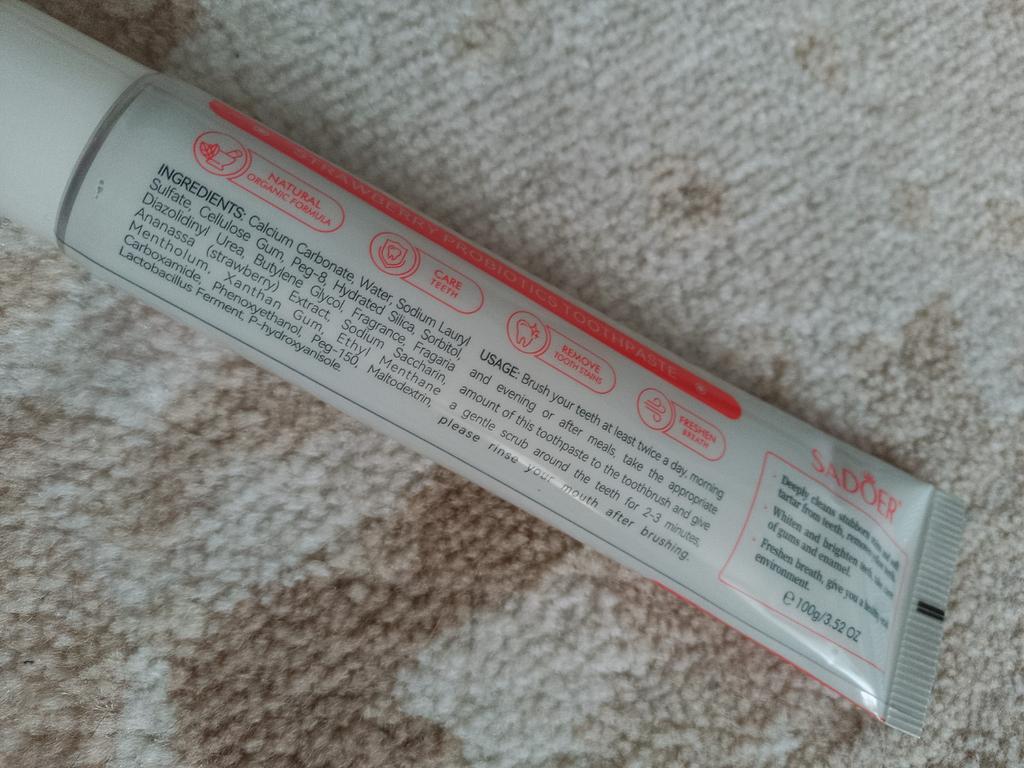 STRAWBERRY PROBIOTICS TOOTHPASTE
NATURAL
ORGANIC FORMULA
CARE
TEETH
REMOVE
TOOTH STAINS
FRESHEN
BREATH
INGREDIENTS: Calcium Carbonate, Water, Sodium Lauryl
Sulfate, Cellulose Gum, Peg-8, Hydrated Silica, Sorbitol,
Diazolidinyl Urea, Butylene Glycol, Fragrance, Fragaria
Ananassa (strawberry) Extract, Sodium Saccharin,
Mentholum, Xanthan Gum, Ethyl Menthane
Carboxamide, Phenoxyethanol, Peg-150, Maltodextrin,
Lactobacillus Ferment, P-hydroxyanisole.
USAGE: Brush your teeth at least twice a day, morning
and evening or after meals, take the appropriate
amount of this toothpaste to the toothbrush and give
a gentle scrub around the teeth for 2-3 minutes,
please rinse your mouth after brushing.
SADOER
· Deeply cleans stubborn
tartar from teeth,
· Whiten and brighten
of gums and enamel.
· Freshen breath, give you a
environment.
℮ 100g/3.52 OZ